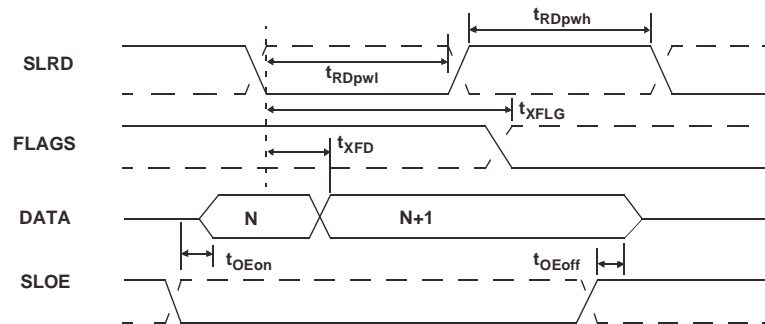 tRDpwh
SLRD
tRDpwl
tXFLG
FLAGS
tXFD
DATA
N
N+1
tOEon
tOEoff
SLOE